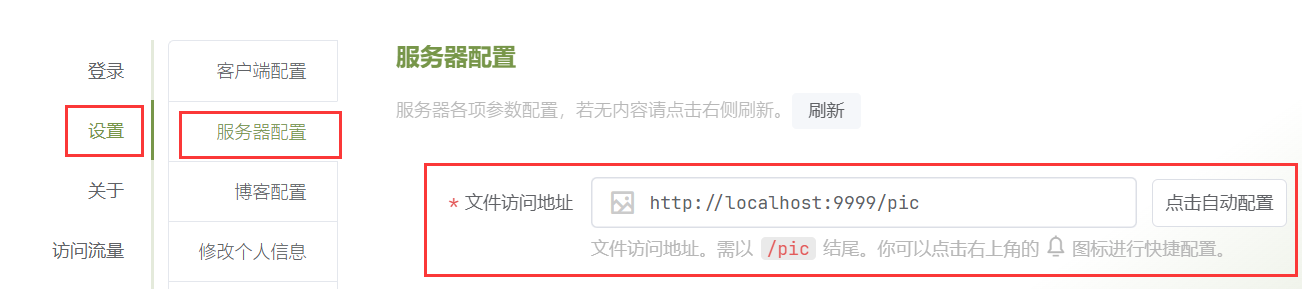 登录
设置
关于
访问流量
客户端配置
服务器配置
博客配置
修改个人信息
服务器配置
服务器各项参数配置，若无内容请点击右侧刷新。 刷新
* 文件访问地址 http://localhost:9999/pic 点击自动配置
文件访问地址。需以 /pic 结尾。你可以点击右上角的 图标进行快捷配置。